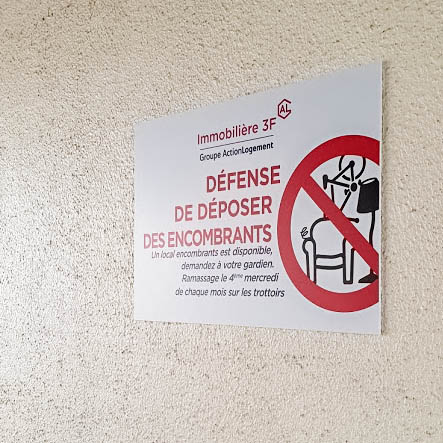 AL
Immobilière 3F
Groupe ActionLogement
DÉFENSE
DE DÉPOSER
DES ENCOMBRANTS
Un local encombrants est disponible,
demandez à votre gardien.
Ramassage le 4ème mercredi
de chaque mois sur les trottoirs